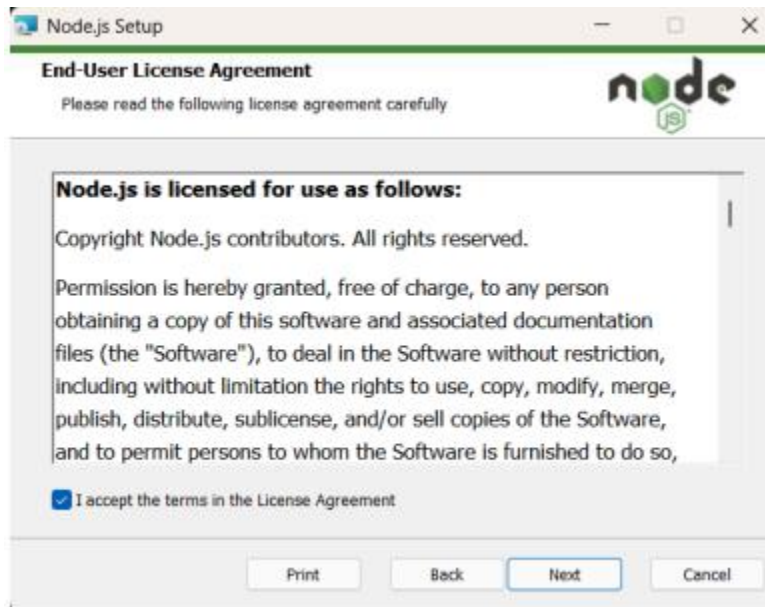 Node.js Setup
End-User License Agreement
Please read the following license agreement carefully
node
JS
Node.js is licensed for use as follows:
Copyright Node.js contributors. All rights reserved.
Permission is hereby granted, free of charge, to any person
obtaining a copy of this software and associated documentation
files (the "Software"), to deal in the Software without restriction,
including without limitation the rights to use, copy, modify, merge,
publish, distribute, sublicense, and/or sell copies of the Software,
and to permit persons to whom the Software is furnished to do so,
I accept the terms in the License Agreement
Print Back Next Cancel